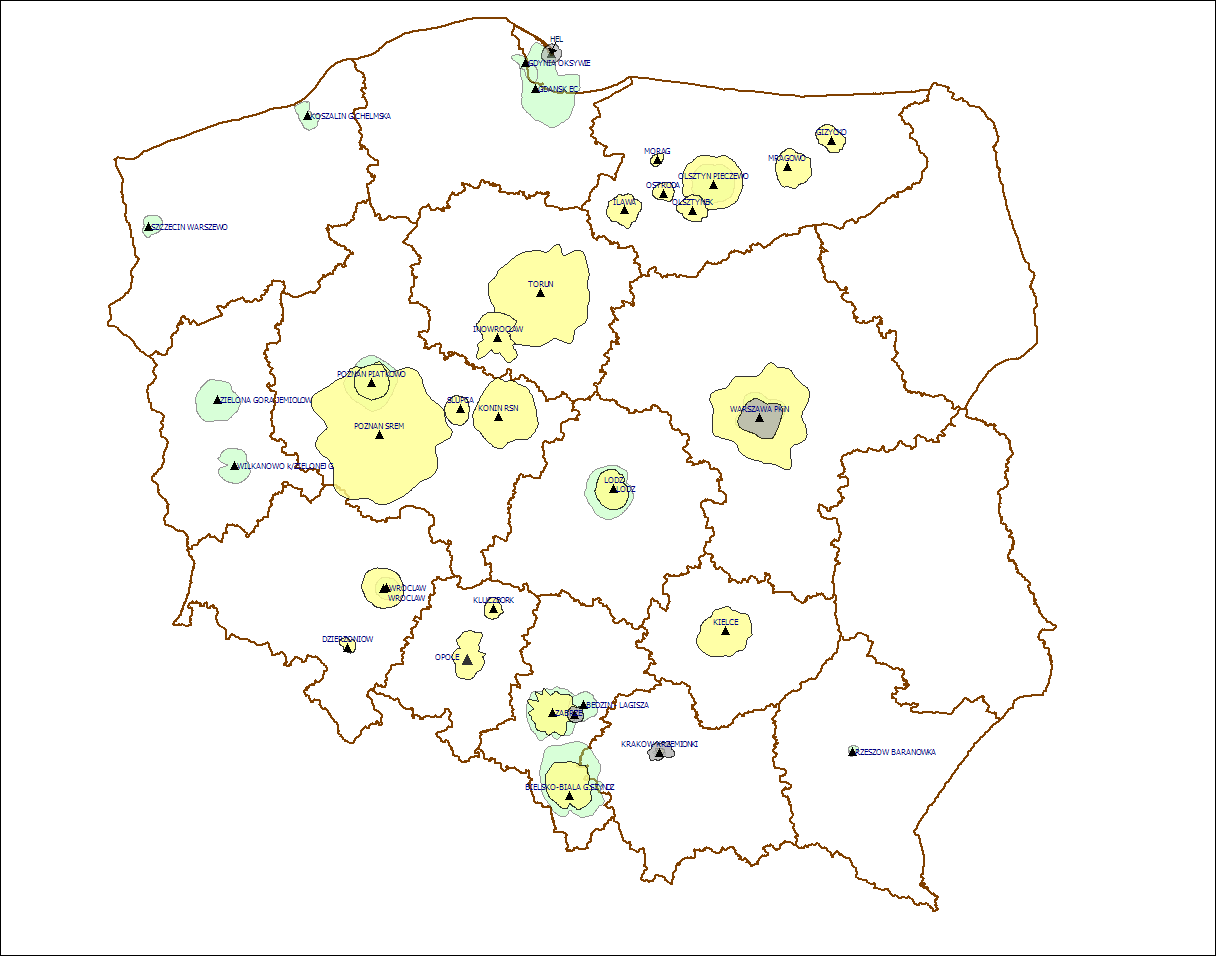 HEL
GDYNIA OKSYWIE
GDANSK EC
KOSZALIN G.CHELMSKA
GIZYCKO
MORAG
MRAGOWO
OLSZTYN PIECZEWO
OSTRODA
ILAWA
OLSZTYNEK
SZCZECIN WARSZEWO
TORUN
INOWROCLAW
POZNAN PIATKOWO
ZIELONA GORA JEMIOLOW
SLUPCA
KONIN RSN
WARSZAWA PKiN
POZNAN SREM
WILKANOWO k/ZIELONEJ G
LODZ
LODZ
WROCLAW
WROCLAW
KLUCZBORK
KIELCE
DZIERZONIOW
OPOLE
BEDZIN LAGISZA
ZABRZE
KRAKOW KRZEMIONKI
RZESZOW BARANOWKA
BIELSKO-BIALA G.SZYNDZ